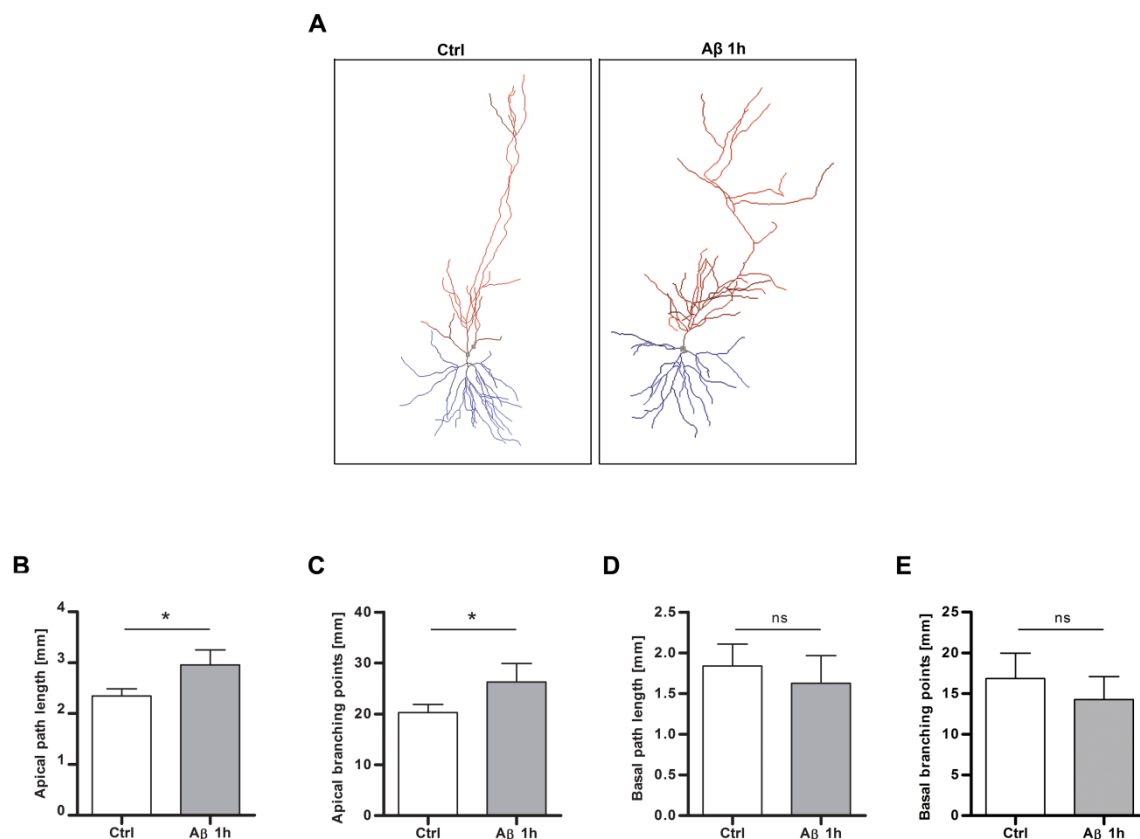 A
Ctrl
Aβ 1h
B
Apical path length [mm]
4
3
2
1
0
*
Ctrl
Aβ 1h
C
Apical branching points [mm]
40
30
20
10
0
*
Ctrl
Aβ 1h
D
Basal path length [mm]
2.5
2.0
1.5
1.0
0.5
0.0
ns
Ctrl
Aβ 1h
E
Basal branching points [mm]
25
20
15
10
5
0
ns
Ctrl
Aβ 1h